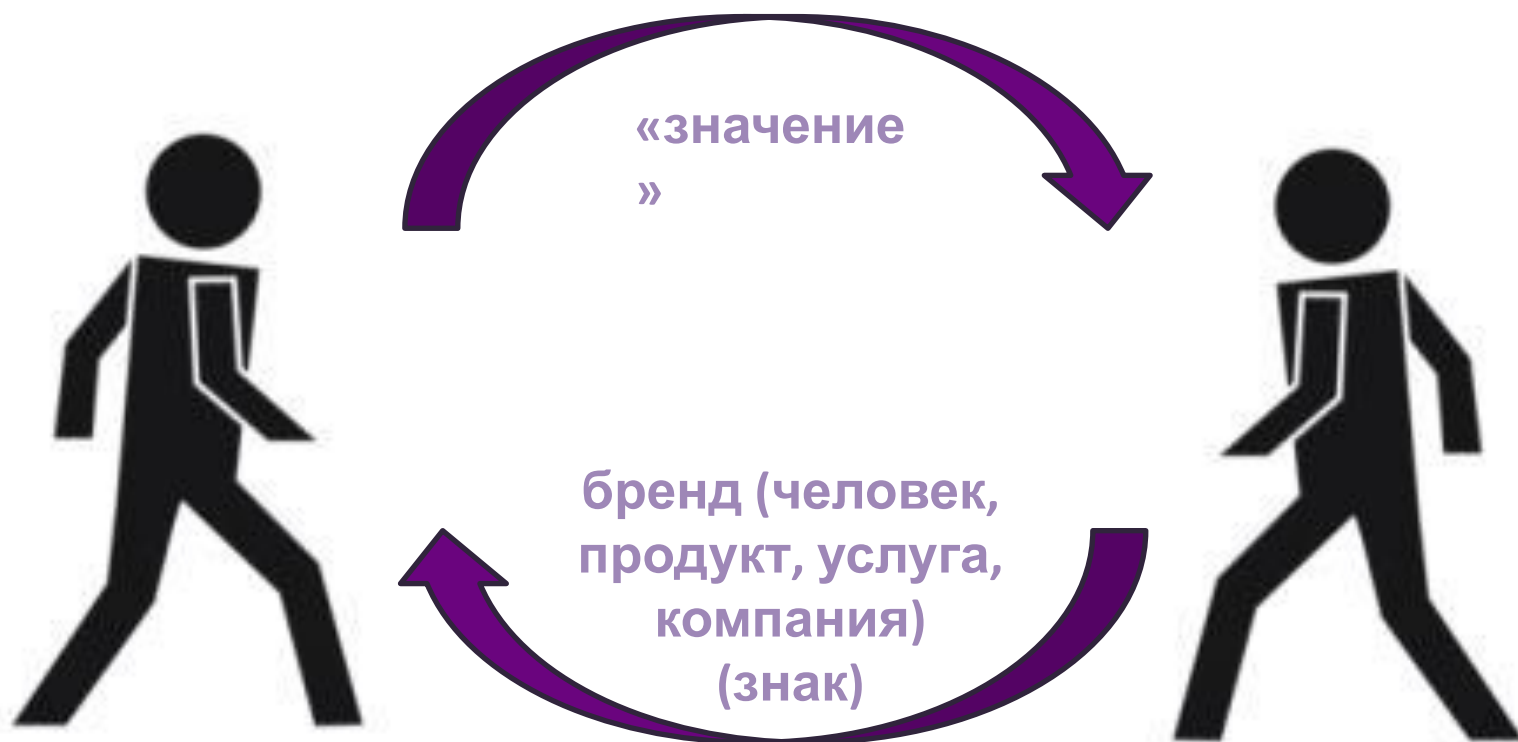 «значение
»
бренд (человек,
продукт, услуга,
компания)
(знак)